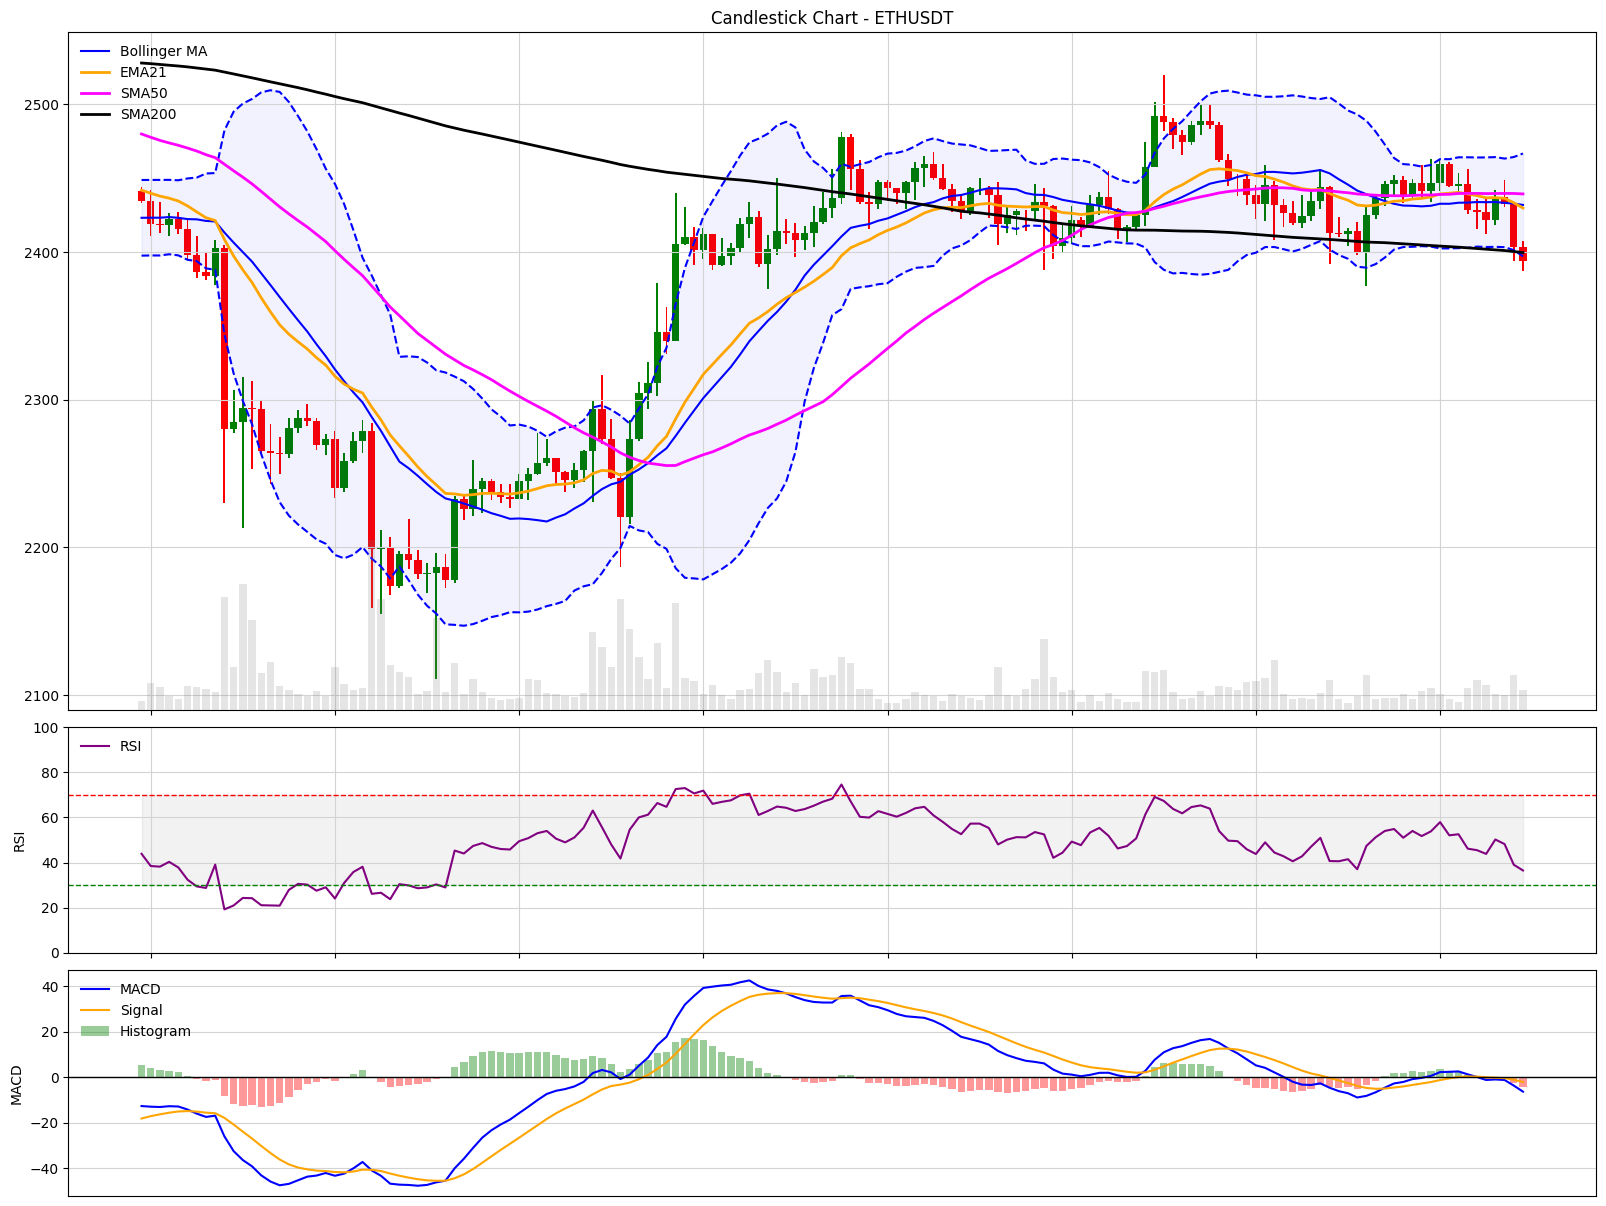 Candlestick Chart - ETHUSDT
Bollinger MA
EMA21
SMA50
SMA200
2500
2400
2300
2200
2100
RSI
100
80
60
40
20
0
RSI
MACD
Signal
Histogram
40
20
0
−20
−40
MACD